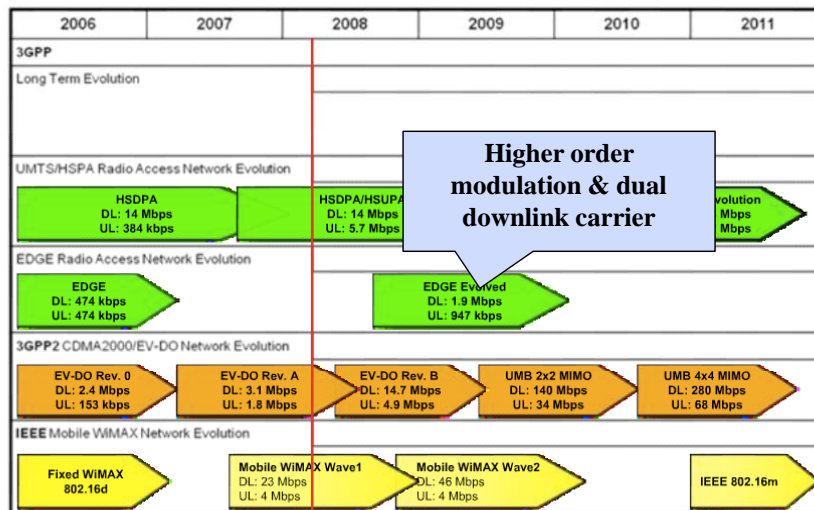 2006 2007 2008 2009 2010 2011
3GPP
Long Term Evolution
Higher order
modulation & dual
downlink carrier
UMTS/HSPA Radio Access Network Evolution
HSDPA
DL: 14 Mbps
UL: 384 kbps
HSDPA/HSUPA
DL: 14 Mbps
UL: 5.7 Mbps
Mbps
Mbps
EDGE Radio Access Network Evolution
EDGE
DL: 474 kbps
UL: 474 kbps
EDGE Evolved
DL: 1.9 Mbps
UL: 947 kbps
3GPP2 CDMA2000/EV-DO Network Evolution
EV-DO Rev. 0
DL: 2.4 Mbps
UL: 153 kbps
EV-DO Rev. A
DL: 3.1 Mbps
UL: 1.8 Mbps
EV-DO Rev. B
DL: 14.7 Mbps
UL: 4.9 Mbps
UMB 2x2 MIMO
DL: 140 Mbps
UL: 34 Mbps
UMB 4x4 MIMO
DL: 280 Mbps
UL: 68 Mbps
IEEE Mobile WiMAX Network Evolution
Fixed WiMAX
802.16d
Mobile WiMAX Wave1
DL: 23 Mbps
UL: 4 Mbps
Mobile WiMAX Wave2
DL: 46 Mbps
UL: 4 Mbps
IEEE 802.16m